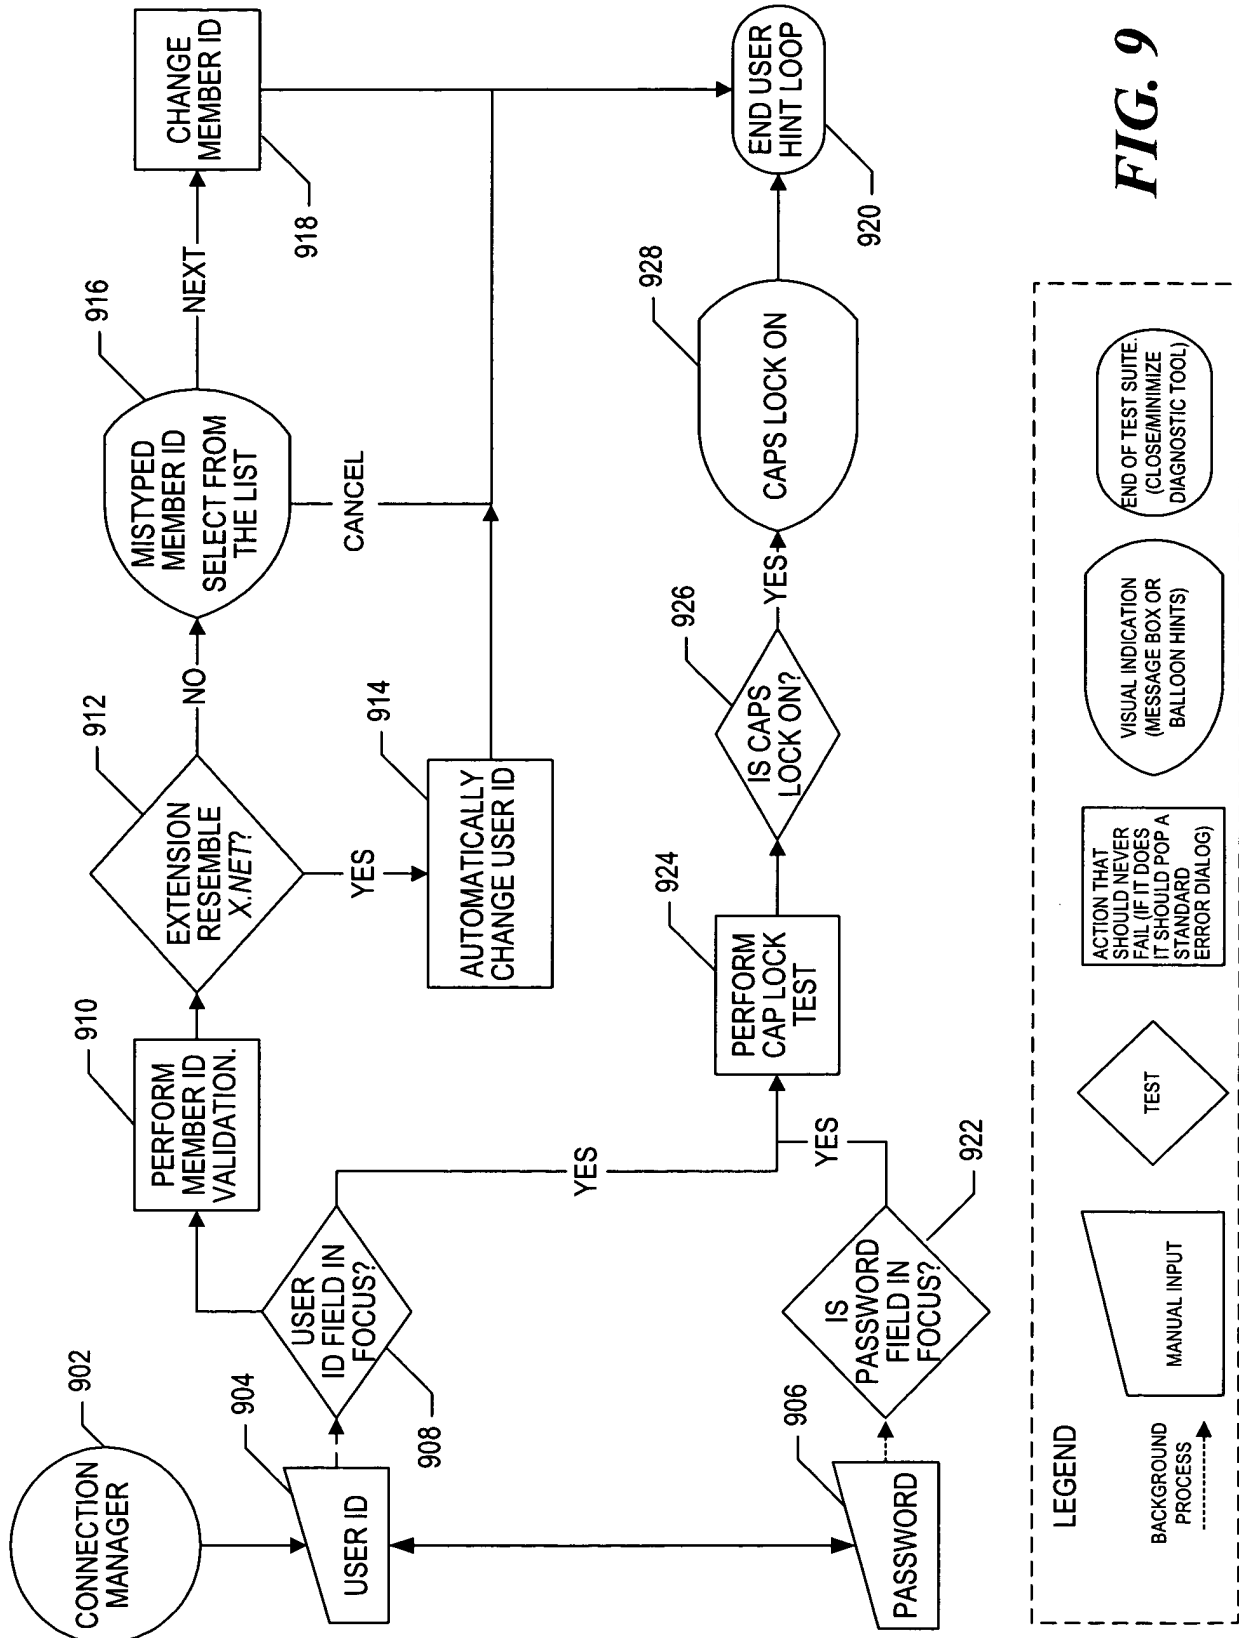 CONNECTION
MANAGER
902
USER ID
904
PASSWORD
906
USER
ID FIELD IN
FOCUS?
908
PERFORM
MEMBER ID
VALIDATION.
910
EXTENSION
RESEMBLE
X.NET?
912
NO
YES
AUTOMATICALLY
CHANGE USER ID
914
MISTYPED
MEMBER ID
SELECT FROM
THE LIST
916
NEXT
CANCEL
CHANGE
MEMBER ID
918
YES
IS
PASSWORD
FIELD IN
FOCUS?
922
YES
PERFORM
CAP LOCK
TEST
924
IS CAPS
LOCK ON?
926
YES
CAPS LOCK ON
928
END USER
HINT LOOP
920
LEGEND
BACKGROUND
PROCESS
MANUAL INPUT
TEST
ACTION THAT
SHOULD NEVER
FAIL (IF IT DOES
IT SHOULD POP A
STANDARD
ERROR DIALOG)
VISUAL INDICATION
(MESSAGE BOX OR
BALLOON HINTS)
END OF TEST SUITE.
(CLOSE/MINIMIZE
DIAGNOSTIC TOOL)
FIG. 9